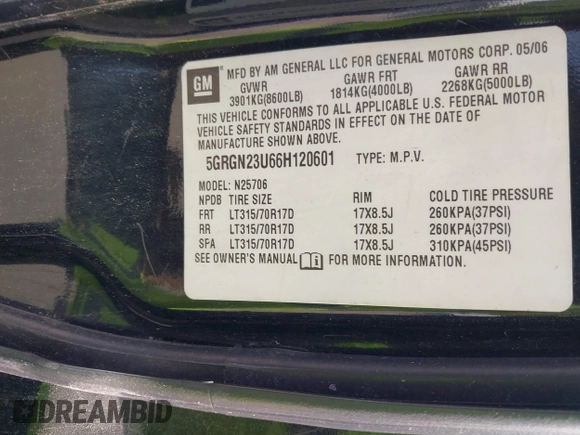 GM
MFD BY AM GENERAL LLC FOR GENERAL MOTORS CORP. 05/06
GVWR GAWR FRT GAWR RR
3901KG(8600LB) 1814KG(4000LB) 2268KG(5000LB)
THIS VEHICLE CONFORMS TO ALL APPLICABLE U.S. FEDERAL MOTOR
VEHICLE SAFETY STANDARDS IN EFFECT ON THE DATE OF
MANUFACTURE SHOWN ABOVE.
5GRGN23U66H120601 TYPE: M.P.V.
MODEL: N25706
NPDB TIRE SIZE RIM COLD TIRE PRESSURE
FRT LT315/70R17D 17X8.5J 260KPA(37PSI)
RR LT315/70R17D 17X8.5J 260KPA(37PSI)
SFA LT315/70R17D 17X8.5J 310KPA(45PSI)
SEE OWNER'S MANUAL i FOR MORE INFORMATION.
DREAMBID